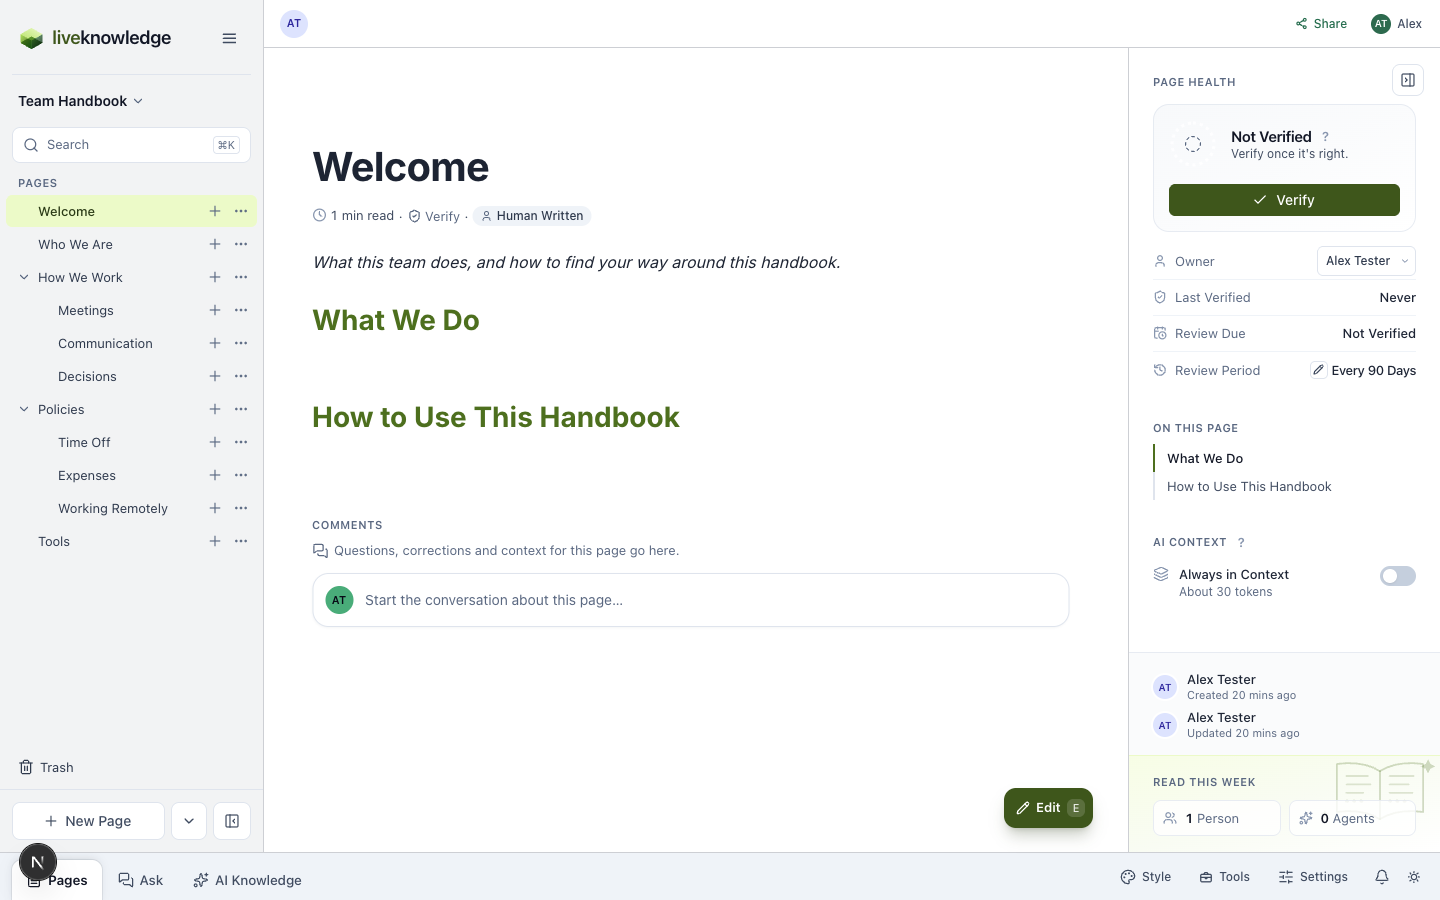 liveknowledge
Team Handbook
Search ⌘K
PAGES
Welcome
Who We Are
How We Work
Meetings
Communication
Decisions
Policies
Time Off
Expenses
Working Remotely
Tools
Trash
New Page
AT
Share
AT Alex
Welcome
1 min read · Verify · Human Written
What this team does, and how to find your way around this handbook.
What We Do
How to Use This Handbook
COMMENTS
Questions, corrections and context for this page go here.
AT Start the conversation about this page...
Edit E
PAGE HEALTH
Not Verified ?
Verify once it's right.
Verify
Owner Alex Tester
Last Verified Never
Review Due Not Verified
Review Period Every 90 Days
ON THIS PAGE
What We Do
How to Use This Handbook
AI CONTEXT ?
Always in Context
About 30 tokens
AT Alex Tester
Created 20 mins ago
AT Alex Tester
Updated 20 mins ago
READ THIS WEEK
1 Person
0 Agents
N
Pages
Ask
AI Knowledge
Style
Tools
Settings